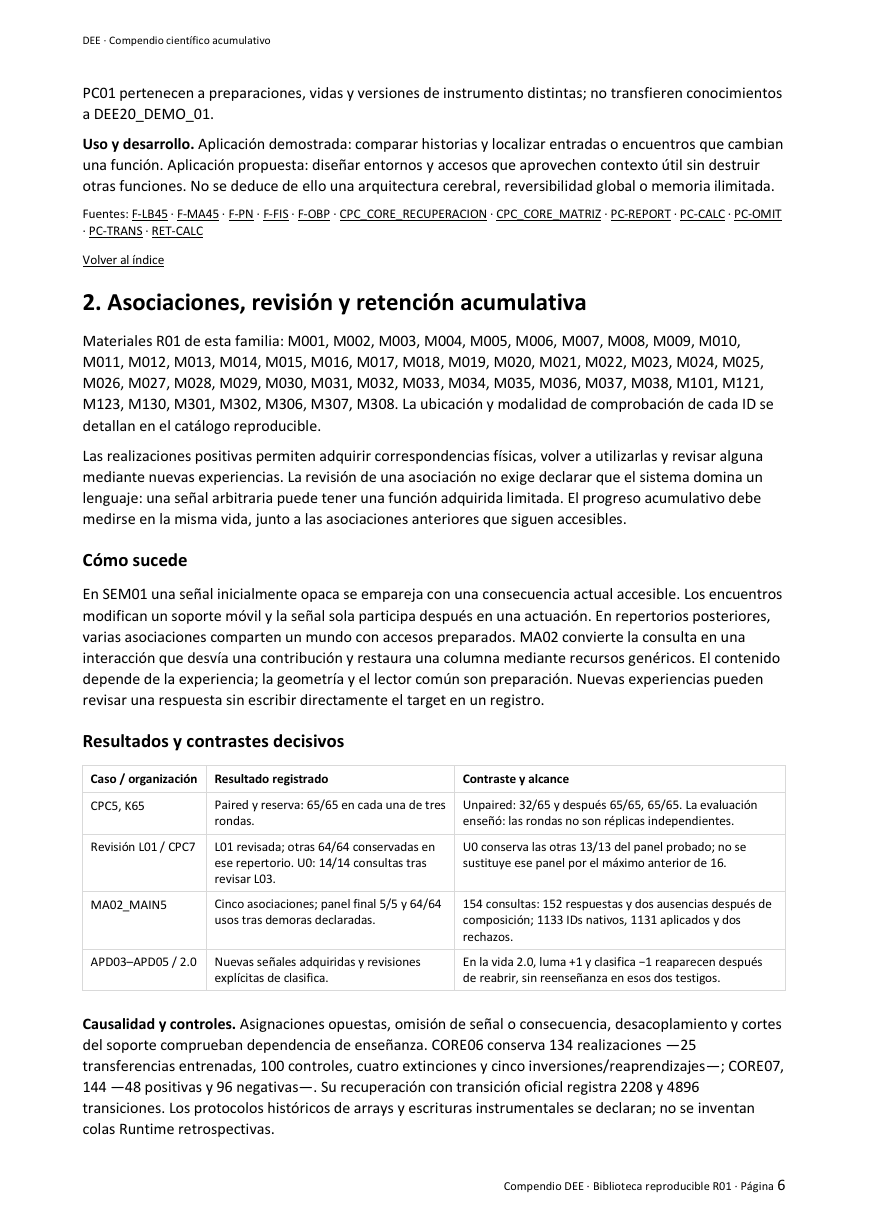 DEE · Compendio científico acumulativo
PC01 pertenecen a preparaciones, vidas y versiones de instrumento distintas; no transfieren conocimientos
a DEE20_DEMO_01.
Uso y desarrollo. Aplicación demostrada: comparar historias y localizar entradas o encuentros que cambian
una función. Aplicación propuesta: diseñar entornos y accesos que aprovechen contexto útil sin destruir
otras funciones. No se deduce de ello una arquitectura cerebral, reversibilidad global o memoria ilimitada.
Fuentes: F-LB45 · F-MA45 · F-PN · F-FIS · F-OBP · CPC_CORE_RECUPERACION · CPC_CORE_MATRIZ · PC-REPORT · PC-CALC · PC-OMIT
· PC-TRANS · RET-CALC
Volver al índice
2. Asociaciones, revisión y retención acumulativa
Materiales R01 de esta familia: M001, M002, M003, M004, M005, M006, M007, M008, M009, M010,
M011, M012, M013, M014, M015, M016, M017, M018, M019, M020, M021, M022, M023, M024, M025,
M026, M027, M028, M029, M030, M031, M032, M033, M034, M035, M036, M037, M038, M101, M121,
M123, M130, M301, M302, M306, M307, M308. La ubicación y modalidad de comprobación de cada ID se
detallan en el catálogo reproducible.
Las realizaciones positivas permiten adquirir correspondencias físicas, volver a utilizarlas y revisar alguna
mediante nuevas experiencias. La revisión de una asociación no exige declarar que el sistema domina un
lenguaje: una señal arbitraria puede tener una función adquirida limitada. El progreso acumulativo debe
medirse en la misma vida, junto a las asociaciones anteriores que siguen accesibles.
Cómo sucede
En SEM01 una señal inicialmente opaca se empareja con una consecuencia actual accesible. Los encuentros
modifican un soporte móvil y la señal sola participa después en una actuación. En repertorios posteriores,
varias asociaciones comparten un mundo con accesos preparados. MA02 convierte la consulta en una
interacción que desvía una contribución y restaura una columna mediante recursos genéricos. El contenido
depende de la experiencia; la geometría y el lector común son preparación. Nuevas experiencias pueden
revisar una respuesta sin escribir directamente el target en un registro.
Resultados y contrastes decisivos
Caso / organización Resultado registrado Contraste y alcance
CPC5, K65
Paired y reserva: 65/65 en cada una de tres
rondas.
Unpaired: 32/65 y después 65/65, 65/65. La evaluación
enseñó: las rondas no son réplicas independientes.
Revisión L01 / CPC7
L01 revisada; otras 64/64 conservadas en
ese repertorio. U0: 14/14 consultas tras
revisar L03.
U0 conserva las otras 13/13 del panel probado; no se
sustituye ese panel por el máximo anterior de 16.
MA02_MAIN5
Cinco asociaciones; panel final 5/5 y 64/64
usos tras demoras declaradas.
154 consultas: 152 respuestas y dos ausencias después de
composición; 1133 IDs nativos, 1131 aplicados y dos
rechazos.
APD03–APD05 / 2.0
Nuevas señales adquiridas y revisiones
explícitas de clasifica.
En la vida 2.0, luma +1 y clasifica −1 reaparecen después
de reabrir, sin reenseñanza en esos dos testigos.
Causalidad y controles. Asignaciones opuestas, omisión de señal o consecuencia, desacoplamiento y cortes
del soporte comprueban dependencia de enseñanza. CORE06 conserva 134 realizaciones —25
transferencias entrenadas, 100 controles, cuatro extinciones y cinco inversiones/reaprendizajes—; CORE07,
144 —48 positivas y 96 negativas—. Su recuperación con transición oficial registra 2208 y 4896
transiciones. Los protocolos históricos de arrays y escrituras instrumentales se declaran; no se inventan
colas Runtime retrospectivas.
Compendio DEE · Biblioteca reproducible R01 · Página 6